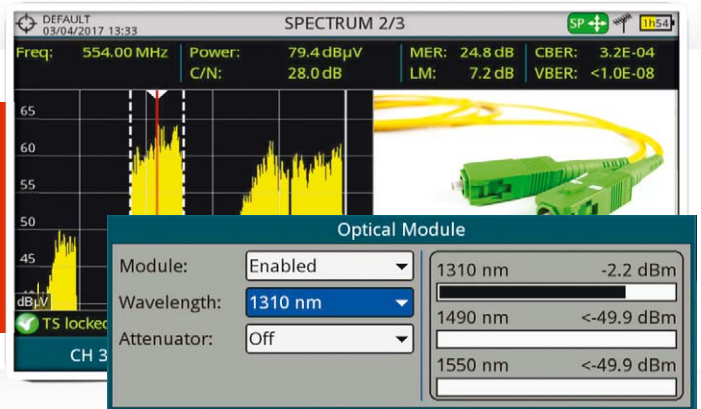 DEFAULT
03/04/2017 13:33
SPECTRUM 2/3
SP
1h54
Freq: 554.00 MHz Power: 79.4 dBµV MER: 24.8 dB CBER: 3.2E-04
C/N: 28.0 dB LM: 7.2 dB VBER: <1.0E-08
65
60
55
50
45
dBµV
TS locked
CH 3
Optical Module
Module: Enabled
Wavelength: 1310 nm
Attenuator: Off
1310 nm -2.2 dBm
1490 nm <-49.9 dBm
1550 nm <-49.9 dBm